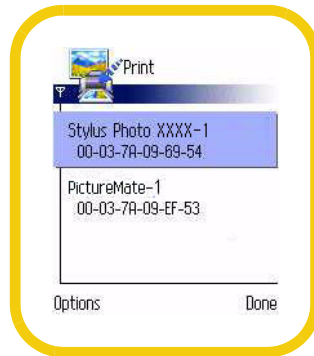 Print
Stylus Photo XXXX-1
00-03-7A-09-69-54
PictureMate-1
00-03-7A-09-EF-53
Options Done